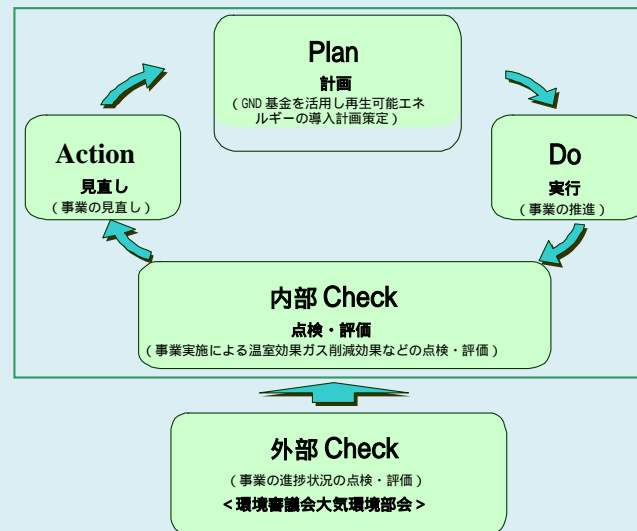 Plan
計画
（GND 基金を活用し再生可能エネ
ルギーの導入計画策定）
Action
見直し
（事業の見直し）
Do
実行
（事業の推進）
内部 Check
点検・評価
（事業実施による温室効果ガス削減効果などの点検・評価）
外部 Check
（事業の進捗状況の点検・評価）
＜環境審議会大気環境部会＞